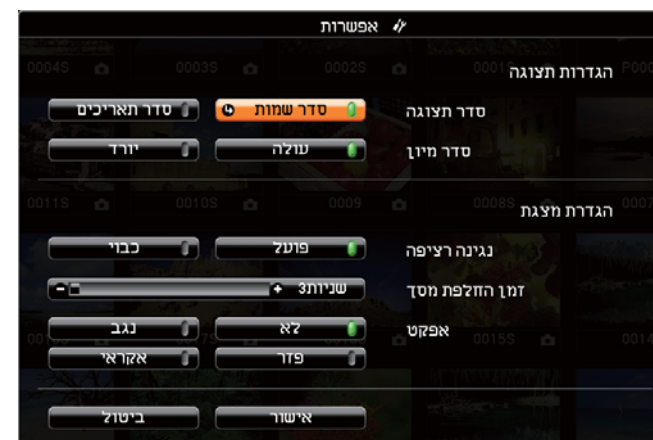 אפשרות
הגדרות תצוגה
סדר תצוגה סדר שמות סדר תאריכים
סדר מיון עולה יורד
הגדרת מצגת
נגינה רציפה פועל כבוי
זמן החלפת מסך שניות3 + -
אפקט לא נגב
פזר אקראי
אישור ביטול
0004S 0003S 0002S
0011S 0010S 0009 0008S 0007
0015S 0014